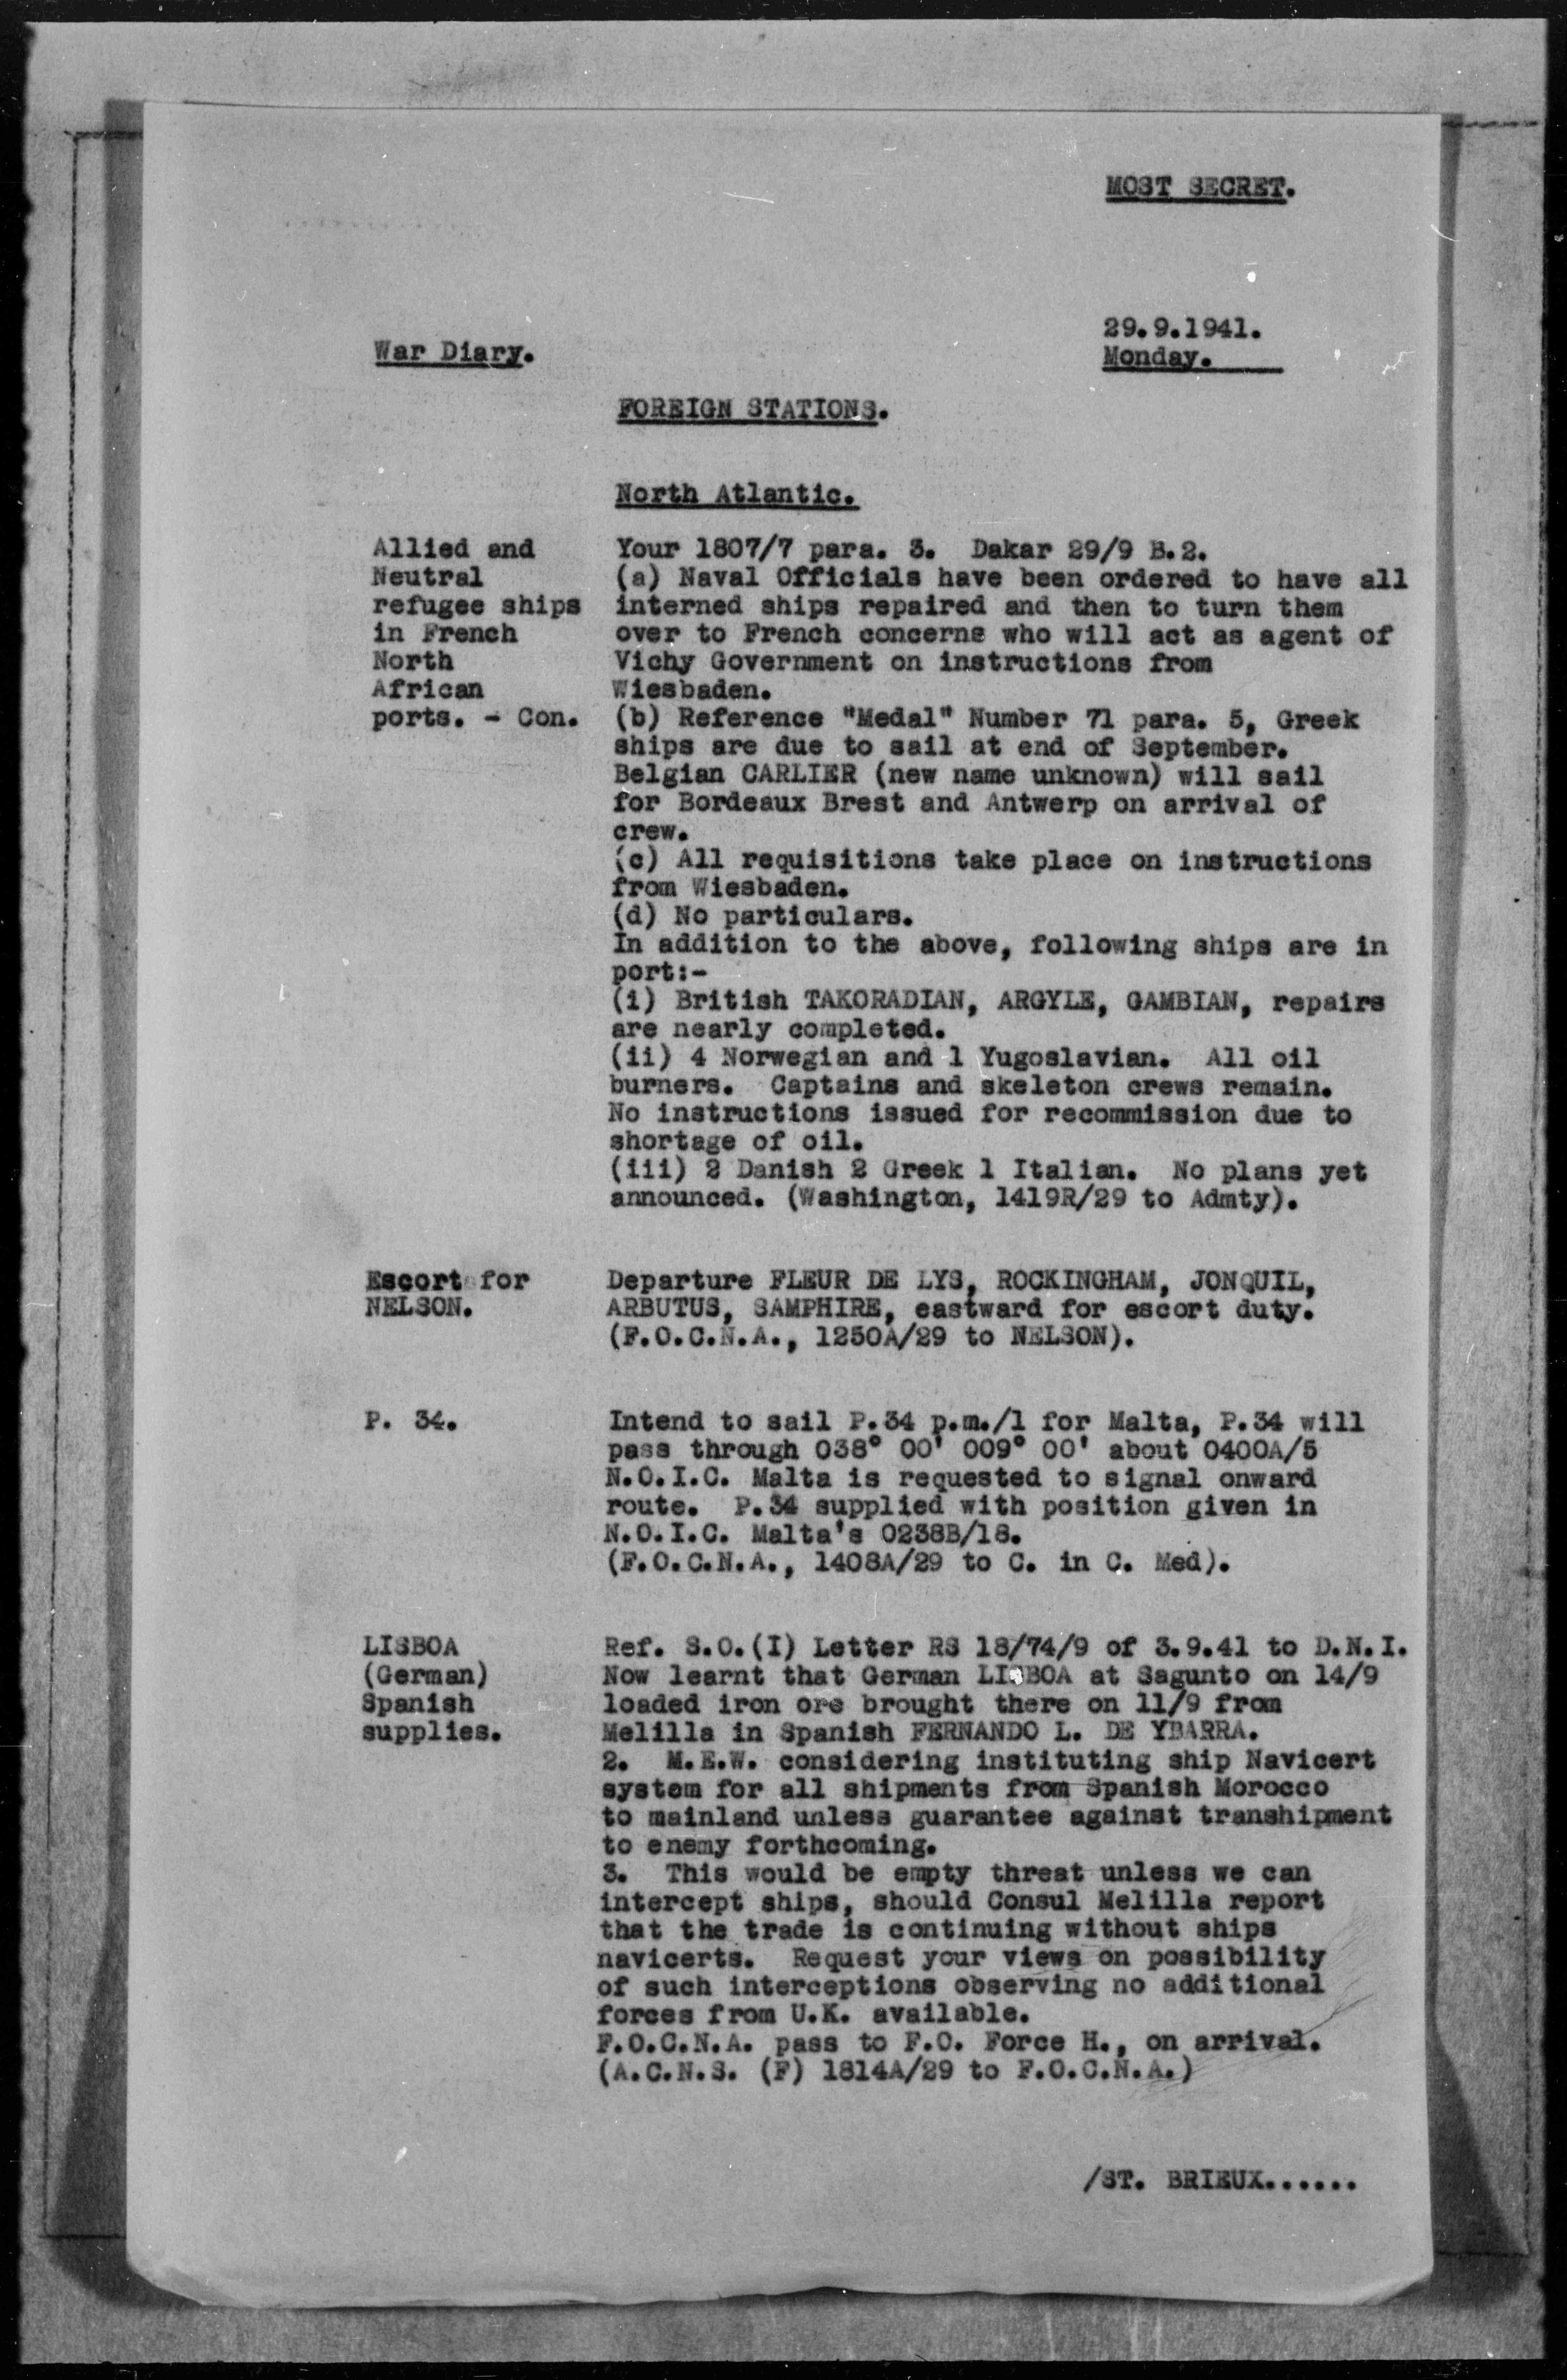 MOST SECRET.
29.9.1941.
War Diary.
Monday.
FOREIGN STATIONS.
North Atlantic.
Allied and
Neutral
refugee ships
in French
North
African
ports. - Con.
Your 1807/7 para. 3. Dakar 29/9 B.2.
(a) Naval Officials have been ordered to have all
interned ships repaired and then to turn them
over to French concerns who will act as agent of
Vichy Government on instructions from
Wiesbaden.
(b) Reference "Medal" Number 71 para. 5, Greek
ships are due to sail at end of September.
Belgian CARLIER (new name unknown) will sail
for Bordeaux Brest and Antwerp on arrival of
crew.
(c) All requisitions take place on instructions
from Wiesbaden.
(d) No particulars.
In addition to the above, following ships are in
port:-
(i) British TAKORADIAN, ARGYLE, GAMBIAN, repairs
are nearly completed.
(ii) 4 Norwegian and 1 Yugoslavian. All oil
burners. Captains and skeleton crews remain.
No instructions issued for recommission due to
shortage of oil.
(iii) 2 Danish 2 Greek 1 Italian. No plans yet
announced. (Washington, 1419R/29 to Admty).
Escort for
NELSON.
Departure FLEUR DE LYS, ROCKINGHAM, JONQUIL,
ARBUTUS, SAMPHIRE, eastward for escort duty.
(F.O.C.N.A., 1250A/29 to NELSON).
P. 34.
Intend to sail P.34 p.m./1 for Malta, P.34 will
pass through 038° 00' 009° 00' about 0400A/5
N.O.I.C. Malta is requested to signal onward
route. P.34 supplied with position given in
N.O.I.C. Malta's 0238B/18.
(F.O.C.N.A., 1408A/29 to C. in C. Med).
LISBOA
(German)
Spanish
supplies.
Ref. S.O.(I) Letter RS 18/74/9 of 3.9.41 to D.N.I.
Now learnt that German LISBOA at Sagunto on 14/9
loaded iron ore brought there on 11/9 from
Melilla in Spanish FERNANDO L. DE YBARRA.
2. M.E.W. considering instituting ship Navicert
system for all shipments from Spanish Morocco
to mainland unless guarantee against transhipment
to enemy forthcoming.
3. This would be empty threat unless we can
intercept ships, should Consul Melilla report
that the trade is continuing without ships
navicerts. Request your views on possibility
of such interceptions observing no additional
forces from U.K. available.
F.O.C.N.A. pass to F.O. Force H., on arrival.
(A.C.N.S. (F) 1814A/29 to F.O.C.N.A.)
/ST. BRIEUX......